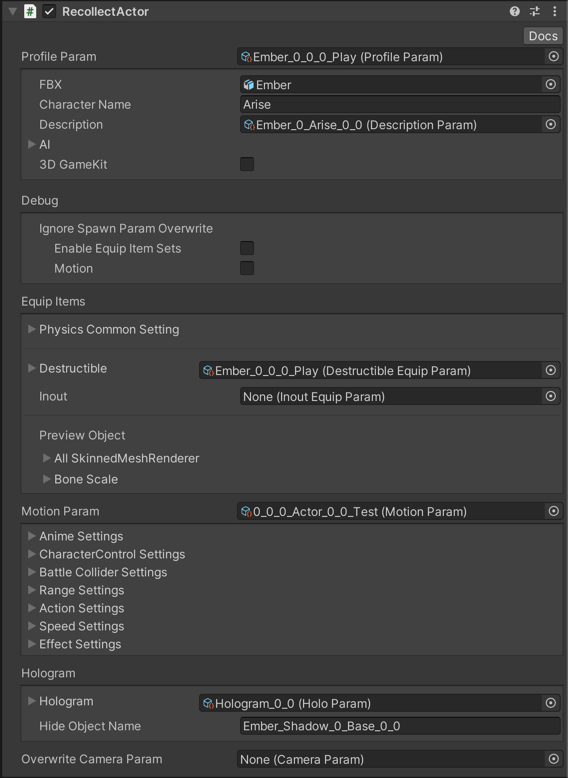 RecollectActor
Docs
Profile Param Ember_0_0_0_Play (Profile Param)
FBX Ember
Character Name Arise
Description Ember_0_Arise_0_0 (Description Param)
AI
3D GameKit
Debug
Ignore Spawn Param Overwrite
Enable Equip Item Sets
Motion
Equip Items
Physics Common Setting
Destructible Ember_0_0_0_Play (Destructible Equip Param)
Inout None (Inout Equip Param)
Preview Object
All SkinnedMeshRenderer
Bone Scale
Motion Param 0_0_0_Actor_0_0_Test (Motion Param)
Anime Settings
CharacterControl Settings
Battle Collider Settings
Range Settings
Action Settings
Speed Settings
Effect Settings
Hologram
Hologram Hologram_0_0 (Holo Param)
Hide Object Name Ember_Shadow_0_Base_0_0
Overwrite Camera Param None (Camera Param)